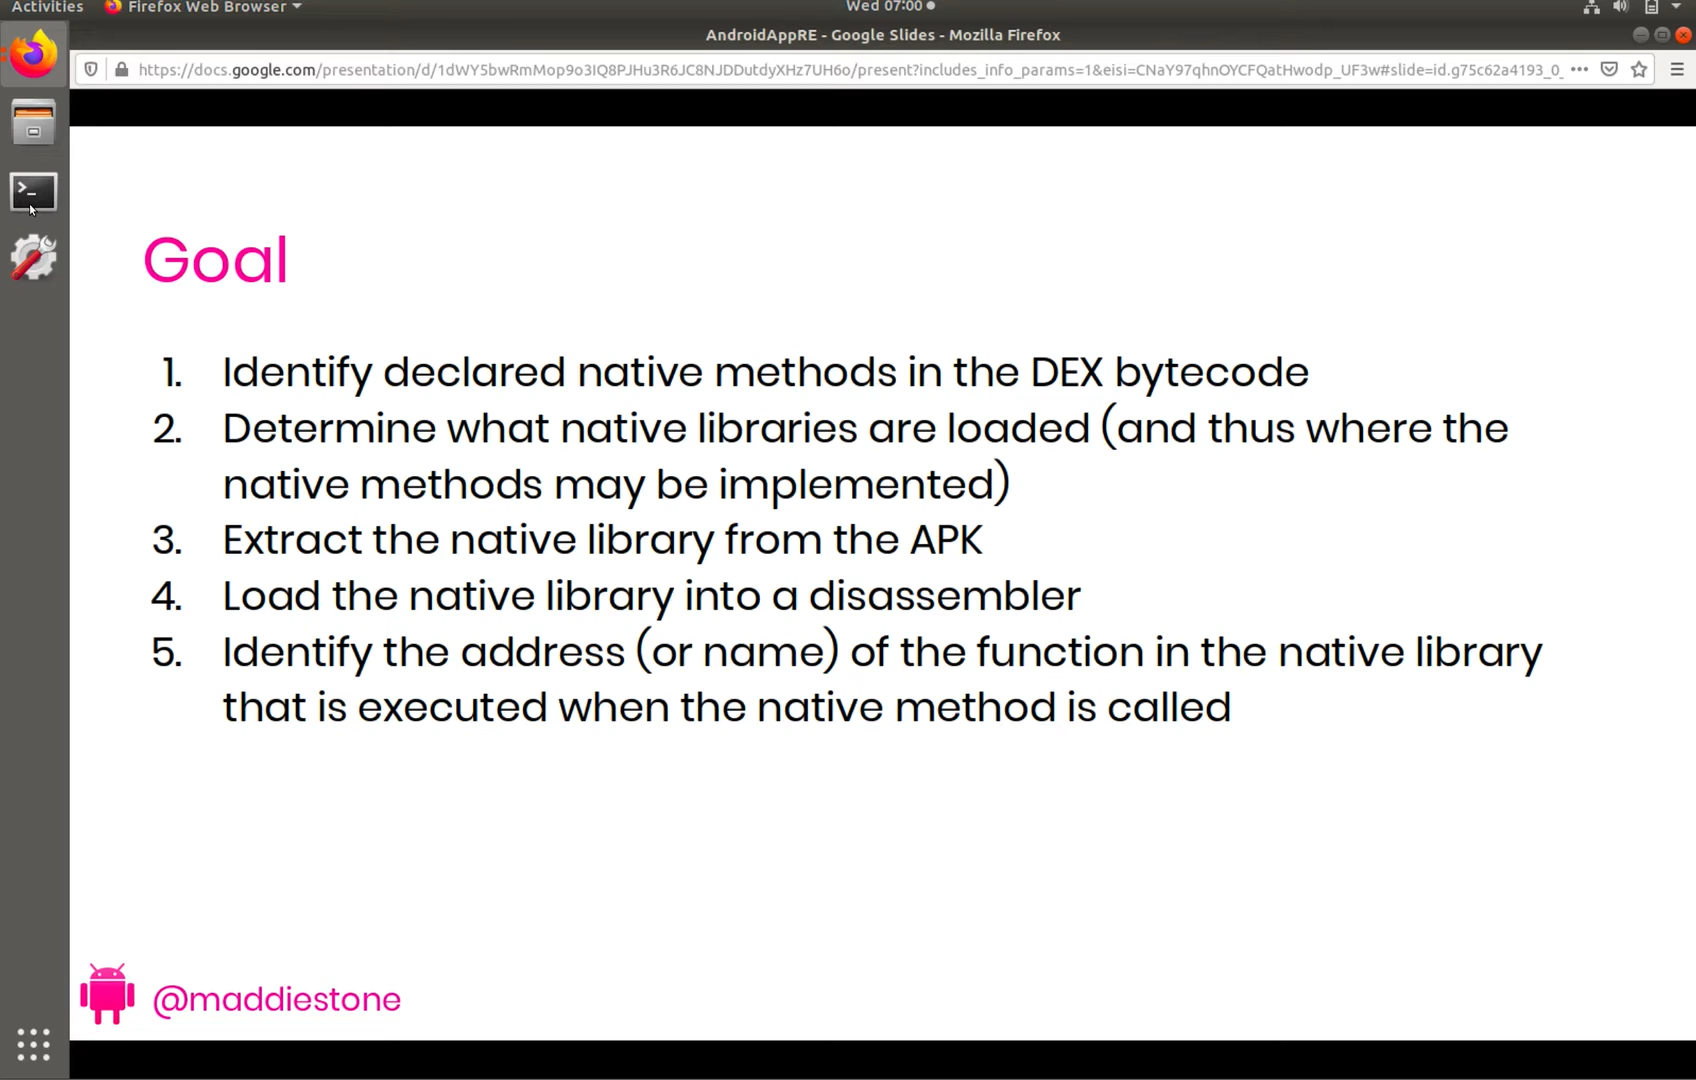 Activities
Firefox Web Browser
Wed 07:00
AndroidAppRE - Google Slides - Mozilla Firefox
https://docs.google.com/presentation/d/1dWY5bwRmMop9o3IQ8PJHu3R6JC8NJDDutdyXHz7UH6o/present?includes_info_params=1&eisi=CNaY97qhnOYCFQatHwodp_UF3w#slide=id.g75c62a4193_0_
Goal
1. Identify declared native methods in the DEX bytecode
2. Determine what native libraries are loaded (and thus where the
native methods may be implemented)
3. Extract the native library from the APK
4. Load the native library into a disassembler
5. Identify the address (or name) of the function in the native library
that is executed when the native method is called
@maddiestone